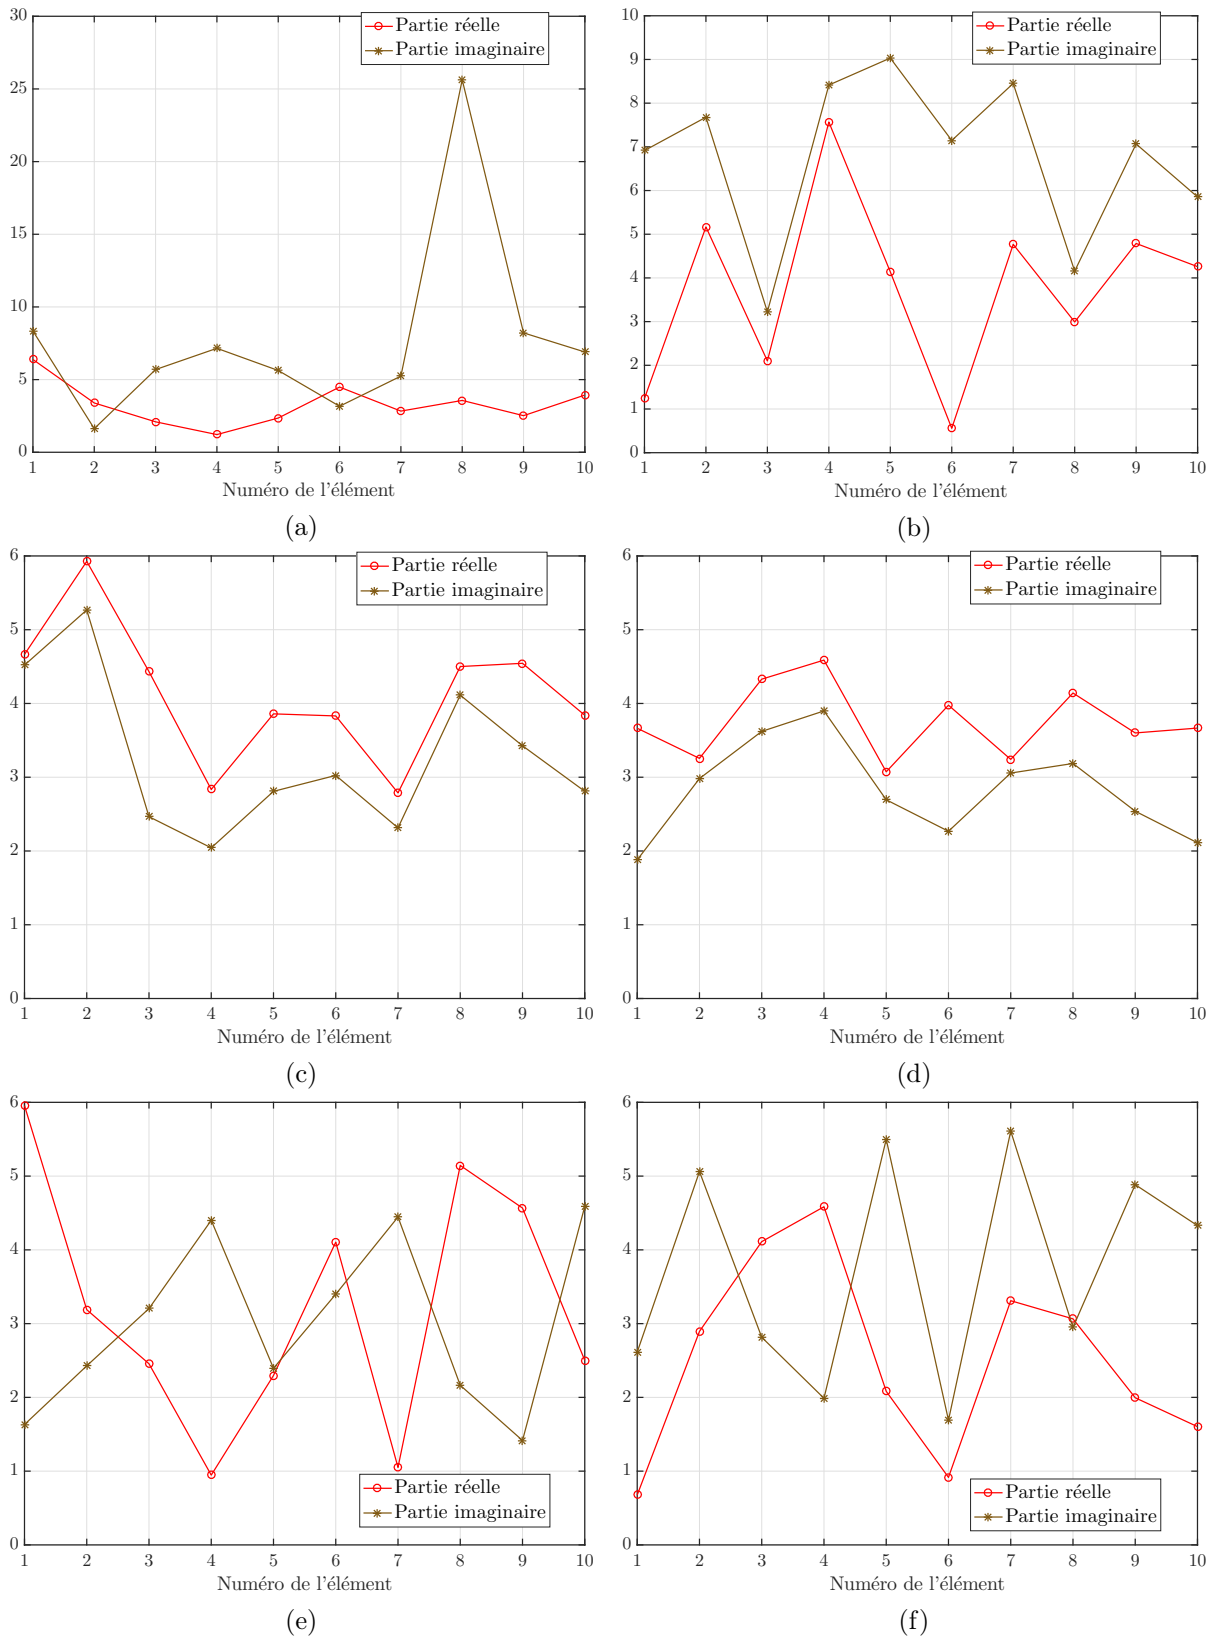 30
25
20
15
10
5
0
1 2 3 4 5 6 7 8 9 10
Partie réelle
Partie imaginaire
Numéro de l'élément
(a)
10
9
8
7
6
5
4
3
2
1
0
1 2 3 4 5 6 7 8 9 10
Partie réelle
Partie imaginaire
Numéro de l'élément
(b)
6
5
4
3
2
1
0
1 2 3 4 5 6 7 8 9 10
Partie réelle
Partie imaginaire
Numéro de l'élément
(c)
6
5
4
3
2
1
0
1 2 3 4 5 6 7 8 9 10
Partie réelle
Partie imaginaire
Numéro de l'élément
(d)
6
5
4
3
2
1
0
1 2 3 4 5 6 7 8 9 10
Partie réelle
Partie imaginaire
Numéro de l'élément
(e)
6
5
4
3
2
1
0
1 2 3 4 5 6 7 8 9 10
Partie réelle
Partie imaginaire
Numéro de l'élément
(f)